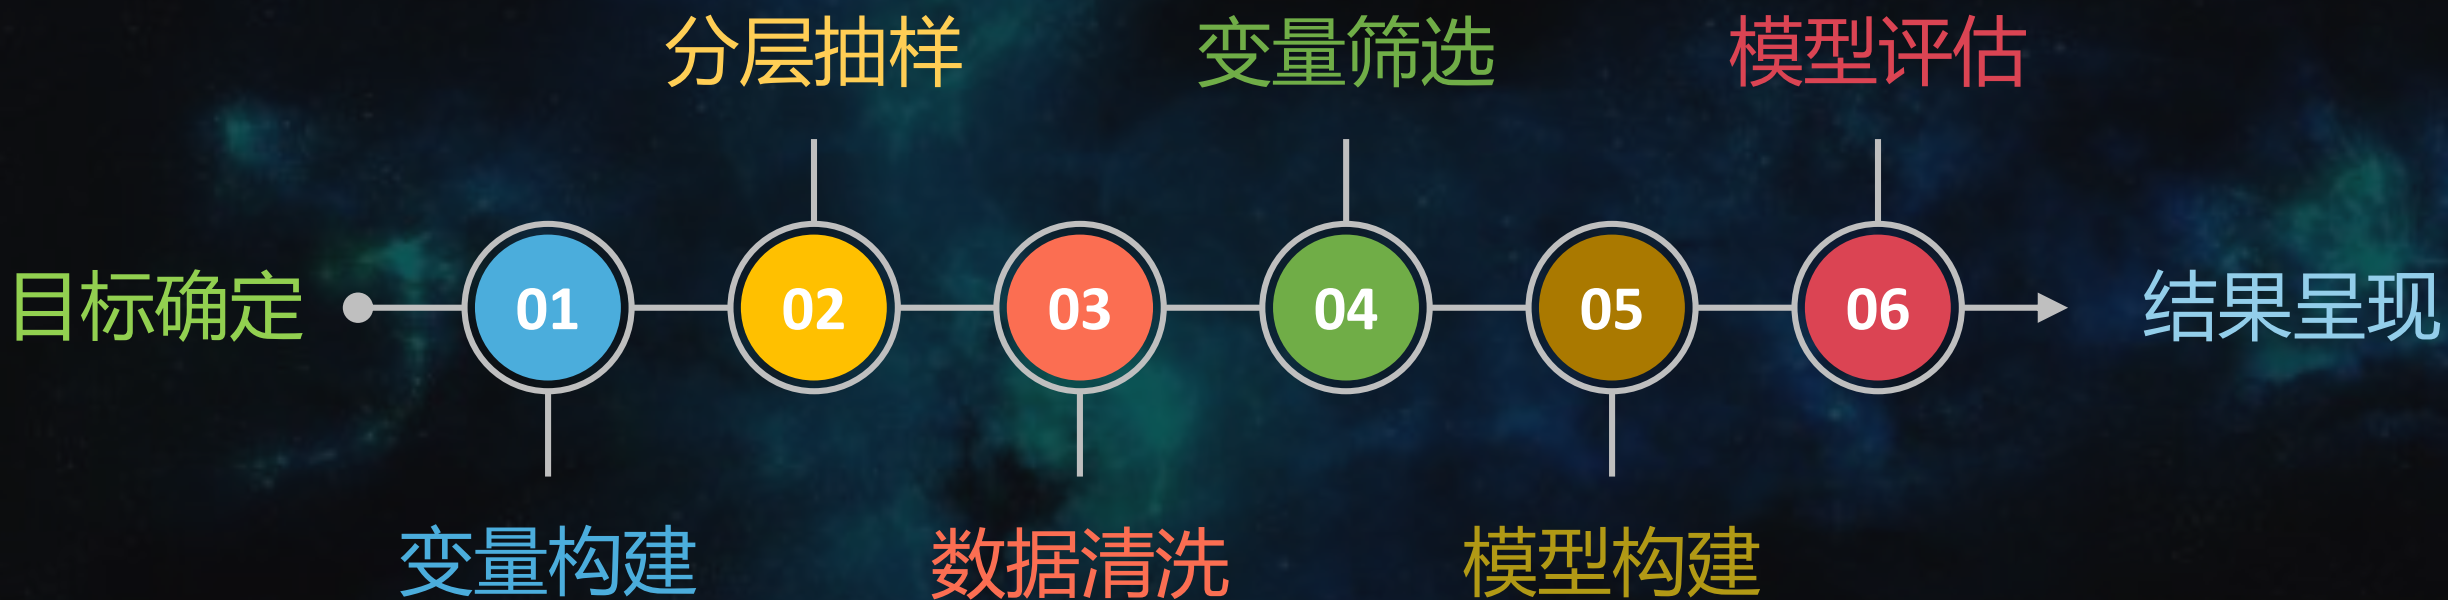 分层抽样
变量筛选
模型评估
目标确定
01
02
03
04
05
06
结果呈现
变量构建
数据清洗
模型构建